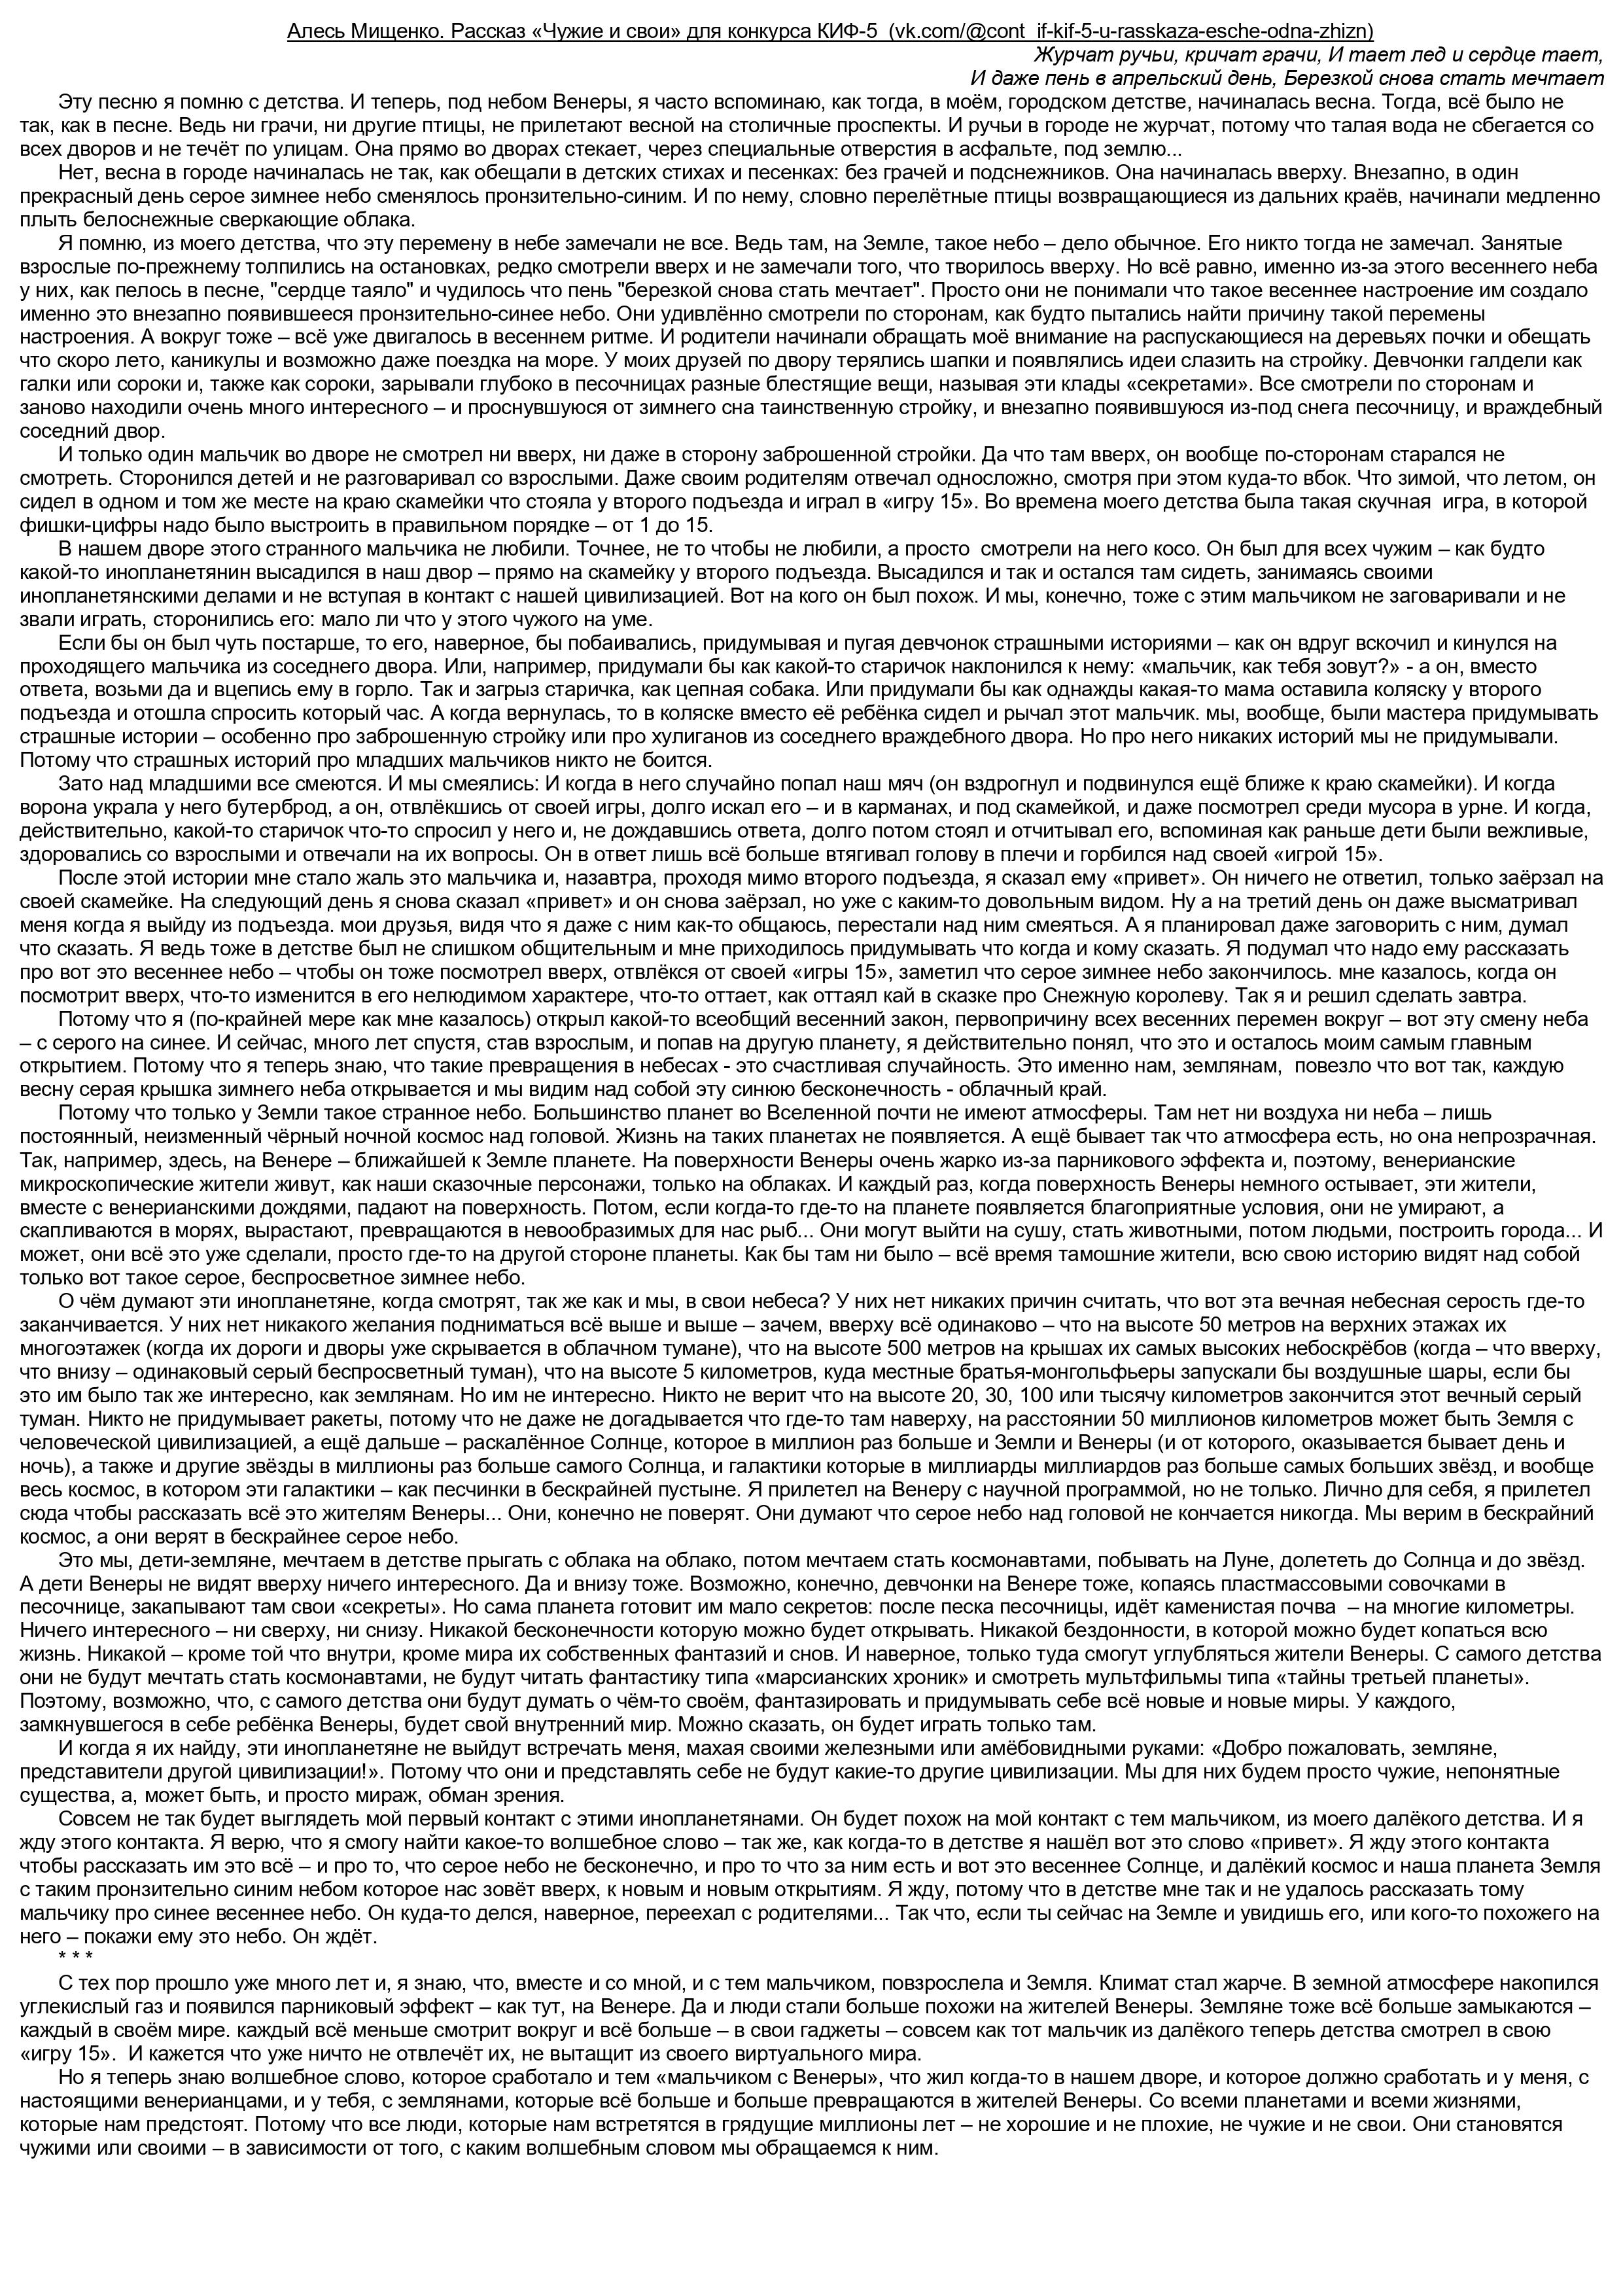 Алесь Мищенко. Рассказ «Чужие и свои» для конкурса КИФ-5  (vk.com/@cont_if-kif-5-u-rasskaza-esche-odna-zhizn)
Журчат ручьи, кричат грачи, И тает лед и сердце тает,
И даже пень в апрельский день, Березкой снова стать мечтает
Эту песню я помню с детства. И теперь, под небом Венеры, я часто вспоминаю, как тогда, в моём, городском детстве, начиналась весна. Тогда, всё было не
так, как в песне. Ведь ни грачи, ни другие птицы, не прилетают весной на столичные проспекты. И ручьи в городе не журчат, потому что талая вода не сбегается со
всех дворов и не течёт по улицам. Она прямо во дворах стекает, через специальные отверстия в асфальте, под землю...
Нет, весна в городе начиналась не так, как обещали в детских стихах и песенках: без грачей и подснежников. Она начиналась вверху. Внезапно, в один
прекрасный день серое зимнее небо сменялось пронзительно-синим. И по нему, словно перелётные птицы возвращающиеся из дальних краёв, начинали медленно
плыть белоснежные сверкающие облака.
Я помню, из моего детства, что эту перемену в небе замечали не все. Ведь там, на Земле, такое небо – дело обычное. Его никто тогда не замечал. Занятые
взрослые по-прежнему толпились на остановках, редко смотрели вверх и не замечали того, что творилось вверху. Но всё равно, именно из-за этого весеннего неба
у них, как пелось в песне, "сердце таяло" и чудилось что пень "березкой снова стать мечтает". Просто они не понимали что такое весеннее настроение им создало
именно это внезапно появившееся пронзительно-синее небо. Они удивлённо смотрели по сторонам, как будто пытались найти причину такой перемены
настроения. А вокруг тоже – всё уже двигалось в весеннем ритме. И родители начинали обращать моё внимание на распускающиеся на деревьях почки и обещать
что скоро лето, каникулы и возможно даже поездка на море. У моих друзей по двору терялись шапки и появлялись идеи слазить на стройку. Девчонки галдели как
галки или сороки и, также как сороки, зарывали глубоко в песочницах разные блестящие вещи, называя эти клады «секретами». Все смотрели по сторонам и
заново находили очень много интересного – и проснувшуюся от зимнего сна таинственную стройку, и внезапно появившуюся из-под снега песочницу, и враждебный
соседний двор.
И только один мальчик во дворе не смотрел ни вверх, ни даже в сторону заброшенной стройки. Да что там вверх, он вообще по-сторонам старался не
смотреть. Сторонился детей и не разговаривал со взрослыми. Даже своим родителям отвечал односложно, смотря при этом куда-то вбок. Что зимой, что летом, он
сидел в одном и том же месте на краю скамейки что стояла у второго подъезда и играл в «игру 15». Во времена моего детства была такая скучная  игра, в которой
фишки-цифры надо было выстроить в правильном порядке – от 1 до 15.
В нашем дворе этого странного мальчика не любили. Точнее, не то чтобы не любили, а просто  смотрели на него косо. Он был для всех чужим – как будто
какой-то инопланетянин высадился в наш двор – прямо на скамейку у второго подъезда. Высадился и так и остался там сидеть, занимаясь своими
инопланетянскими делами и не вступая в контакт с нашей цивилизацией. Вот на кого он был похож. И мы, конечно, тоже с этим мальчиком не заговаривали и не
звали играть, сторонились его: мало ли что у этого чужого на уме.
Если бы он был чуть постарше, то его, наверное, бы побаивались, придумывая и пугая девчонок страшными историями – как он вдруг вскочил и кинулся на
проходящего мальчика из соседнего двора. Или, например, придумали бы как какой-то старичок наклонился к нему: «мальчик, как тебя зовут?» - а он, вместо
ответа, возьми да и вцепись ему в горло. Так и загрыз старичка, как цепная собака. Или придумали бы как однажды какая-то мама оставила коляску у второго
подъезда и отошла спросить который час. А когда вернулась, то в коляске вместо её ребёнка сидел и рычал этот мальчик. мы, вообще, были мастера придумывать
страшные истории – особенно про заброшенную стройку или про хулиганов из соседнего враждебного двора. Но про него никаких историй мы не придумывали.
Потому что страшных историй про младших мальчиков никто не боится.
Зато над младшими все смеются. И мы смеялись: И когда в него случайно попал наш мяч (он вздрогнул и подвинулся ещё ближе к краю скамейки). И когда
ворона украла у него бутерброд, а он, отвлёкшись от своей игры, долго искал его – и в карманах, и под скамейкой, и даже посмотрел среди мусора в урне. И когда,
действительно, какой-то старичок что-то спросил у него и, не дождавшись ответа, долго потом стоял и отчитывал его, вспоминая как раньше дети были вежливые,
здоровались со взрослыми и отвечали на их вопросы. Он в ответ лишь всё больше втягивал голову в плечи и горбился над своей «игрой 15».
После этой истории мне стало жаль это мальчика и, назавтра, проходя мимо второго подъезда, я сказал ему «привет». Он ничего не ответил, только заёрзал на
своей скамейке. На следующий день я снова сказал «привет» и он снова заёрзал, но уже с каким-то довольным видом. Ну а на третий день он даже высматривал
меня когда я выйду из подъезда. мои друзья, видя что я даже с ним как-то общаюсь, перестали над ним смеяться. А я планировал даже заговорить с ним, думал
что сказать. Я ведь тоже в детстве был не слишком общительным и мне приходилось придумывать что когда и кому сказать. Я подумал что надо ему рассказать
про вот это весеннее небо – чтобы он тоже посмотрел вверх, отвлёкся от своей «игры 15», заметил что серое зимнее небо закончилось. мне казалось, когда он
посмотрит вверх, что-то изменится в его нелюдимом характере, что-то оттает, как оттаял кай в сказке про Снежную королеву. Так я и решил сделать завтра.
Потому что я (по-крайней мере как мне казалось) открыл какой-то всеобщий весенний закон, первопричину всех весенних перемен вокруг – вот эту смену неба
– с серого на синее. И сейчас, много лет спустя, став взрослым, и попав на другую планету, я действительно понял, что это и осталось моим самым главным
открытием. Потому что я теперь знаю, что такие превращения в небесах - это счастливая случайность. Это именно нам, землянам,  повезло что вот так, каждую
весну серая крышка зимнего неба открывается и мы видим над собой эту синюю бесконечность - облачный край.
Потому что только у Земли такое странное небо. Большинство планет во Вселенной почти не имеют атмосферы. Там нет ни воздуха ни неба – лишь
постоянный, неизменный чёрный ночной космос над головой. Жизнь на таких планетах не появляется. А ещё бывает так что атмосфера есть, но она непрозрачная.
Так, например, здесь, на Венере – ближайшей к Земле планете. На поверхности Венеры очень жарко из-за парникового эффекта и, поэтому, венерианские
микроскопические жители живут, как наши сказочные персонажи, только на облаках. И каждый раз, когда поверхность Венеры немного остывает, эти жители,
вместе с венерианскими дождями, падают на поверхность. Потом, если когда-то где-то на планете появляется благоприятные условия, они не умирают, а
скапливаются в морях, вырастают, превращаются в невообразимых для нас рыб... Они могут выйти на сушу, стать животными, потом людьми, построить города... И
может, они всё это уже сделали, просто где-то на другой стороне планеты. Как бы там ни было – всё время тамошние жители, всю свою историю видят над собой
только вот такое серое, беспросветное зимнее небо.
О чём думают эти инопланетяне, когда смотрят, так же как и мы, в свои небеса? У них нет никаких причин считать, что вот эта вечная небесная серость где-то
заканчивается. У них нет никакого желания подниматься всё выше и выше – зачем, вверху всё одинаково – что на высоте 50 метров на верхних этажах их
многоэтажек (когда их дороги и дворы уже скрывается в облачном тумане), что на высоте 500 метров на крышах их самых высоких небоскрёбов (когда – что вверху,
что внизу – одинаковый серый беспросветный туман), что на высоте 5 километров, куда местные братья-монгольфьеры запускали бы воздушные шары, если бы
это им было так же интересно, как землянам. Но им не интересно. Никто не верит что на высоте 20, 30, 100 или тысячу километров закончится этот вечный серый
туман. Никто не придумывает ракеты, потому что не даже не догадывается что где-то там наверху, на расстоянии 50 миллионов километров может быть Земля с
человеческой цивилизацией, а ещё дальше – раскалённое Солнце, которое в миллион раз больше и Земли и Венеры (и от которого, оказывается бывает день и
ночь), а также и другие звёзды в миллионы раз больше самого Солнца, и галактики которые в миллиарды миллиардов раз больше самых больших звёзд, и вообще
весь космос, в котором эти галактики – как песчинки в бескрайней пустыне. Я прилетел на Венеру с научной программой, но не только. Лично для себя, я прилетел
сюда чтобы рассказать всё это жителям Венеры... Они, конечно не поверят. Они думают что серое небо над головой не кончается никогда. Мы верим в бескрайний
космос, а они верят в бескрайнее серое небо.
Это мы, дети-земляне, мечтаем в детстве прыгать с облака на облако, потом мечтаем стать космонавтами, побывать на Луне, долететь до Солнца и до звёзд.
А дети Венеры не видят вверху ничего интересного. Да и внизу тоже. Возможно, конечно, девчонки на Венере тоже, копаясь пластмассовыми совочками в
песочнице, закапывают там свои «секреты». Но сама планета готовит им мало секретов: после песка песочницы, идёт каменистая почва  – на многие километры.
Ничего интересного – ни сверху, ни снизу. Никакой бесконечности которую можно будет открывать. Никакой бездонности, в которой можно будет копаться всю
жизнь. Никакой – кроме той что внутри, кроме мира их собственных фантазий и снов. И наверное, только туда смогут углубляться жители Венеры. С самого детства
они не будут мечтать стать космонавтами, не будут читать фантастику типа «марсианских хроник» и смотреть мультфильмы типа «тайны третьей планеты».
Поэтому, возможно, что, с самого детства они будут думать о чём-то своём, фантазировать и придумывать себе всё новые и новые миры. У каждого,
замкнувшегося в себе ребёнка Венеры, будет свой внутренний мир. Можно сказать, он будет играть только там.
И когда я их найду, эти инопланетяне не выйдут встречать меня, махая своими железными или амёбовидными руками: «Добро пожаловать, земляне,
представители другой цивилизации!». Потому что они и представлять себе не будут какие-то другие цивилизации. Мы для них будем просто чужие, непонятные
существа, а, может быть, и просто мираж, обман зрения.
Совсем не так будет выглядеть мой первый контакт с этими инопланетянами. Он будет похож на мой контакт с тем мальчиком, из моего далёкого детства. И я
жду этого контакта. Я верю, что я смогу найти какое-то волшебное слово – так же, как когда-то в детстве я нашёл вот это слово «привет». Я жду этого контакта
чтобы рассказать им это всё – и про то, что серое небо не бесконечно, и про то что за ним есть и вот это весеннее Солнце, и далёкий космос и наша планета Земля
с таким пронзительно синим небом которое нас зовёт вверх, к новым и новым открытиям. Я жду, потому что в детстве мне так и не удалось рассказать тому
мальчику про синее весеннее небо. Он куда-то делся, наверное, переехал с родителями... Так что, если ты сейчас на Земле и увидишь его, или кого-то похожего на
него – покажи ему это небо. Он ждёт.
* * *
С тех пор прошло уже много лет и, я знаю, что, вместе и со мной, и с тем мальчиком, повзрослела и Земля. Климат стал жарче. В земной атмосфере накопился
углекислый газ и появился парниковый эффект – как тут, на Венере. Да и люди стали больше похожи на жителей Венеры. Земляне тоже всё больше замыкаются –
каждый в своём мире. каждый всё меньше смотрит вокруг и всё больше – в свои гаджеты – совсем как тот мальчик из далёкого теперь детства смотрел в свою
«игру 15».  И кажется что уже ничто не отвлечёт их, не вытащит из своего виртуального мира.
Но я теперь знаю волшебное слово, которое сработало и тем «мальчиком с Венеры», что жил когда-то в нашем дворе, и которое должно сработать и у меня, с
настоящими венерианцами, и у тебя, с землянами, которые всё больше и больше превращаются в жителей Венеры. Со всеми планетами и всеми жизнями,
которые нам предстоят. Потому что все люди, которые нам встретятся в грядущие миллионы лет – не хорошие и не плохие, не чужие и не свои. Они становятся
чужими или своими – в зависимости от того, с каким волшебным словом мы обращаемся к ним.